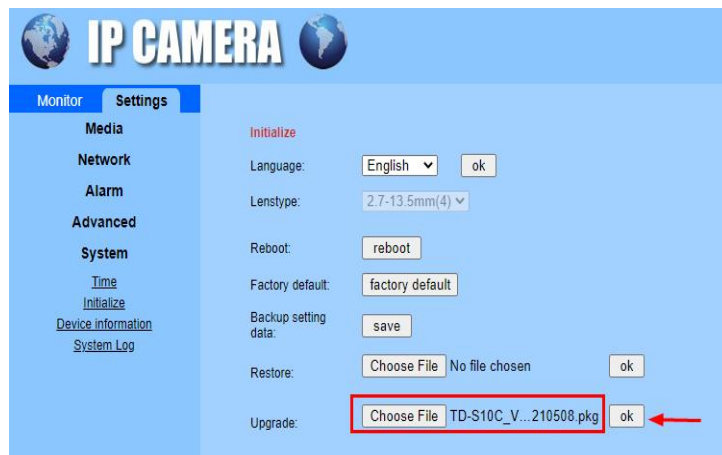 IP CAMERA
Monitor Settings
Media
Network
Alarm
Advanced
System
Time
Initialize
Device information
System Log
Initialize
Language: English ok
Lenstype: 2.7-13.5mm(4)
Reboot: reboot
Factory default: factory default
Backup setting
data: save
Restore: Choose File No file chosen ok
Upgrade: Choose File TD-S10C_V...210508.pkg ok